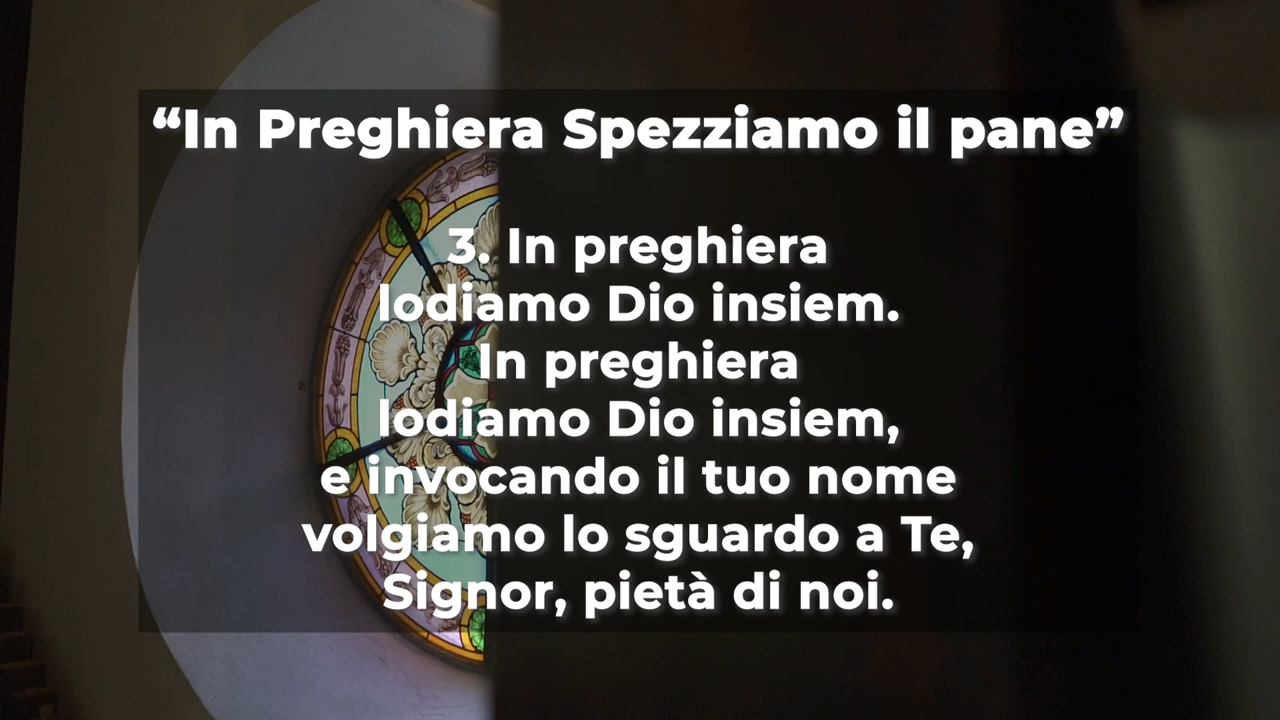 “In Preghiera Spezziamo il pane”
3. In preghiera
lodiamo Dio insiem.
In preghiera
lodiamo Dio insiem,
e invocando il tuo nome
volgiamo lo sguardo a Te,
Signor, pietà di noi.